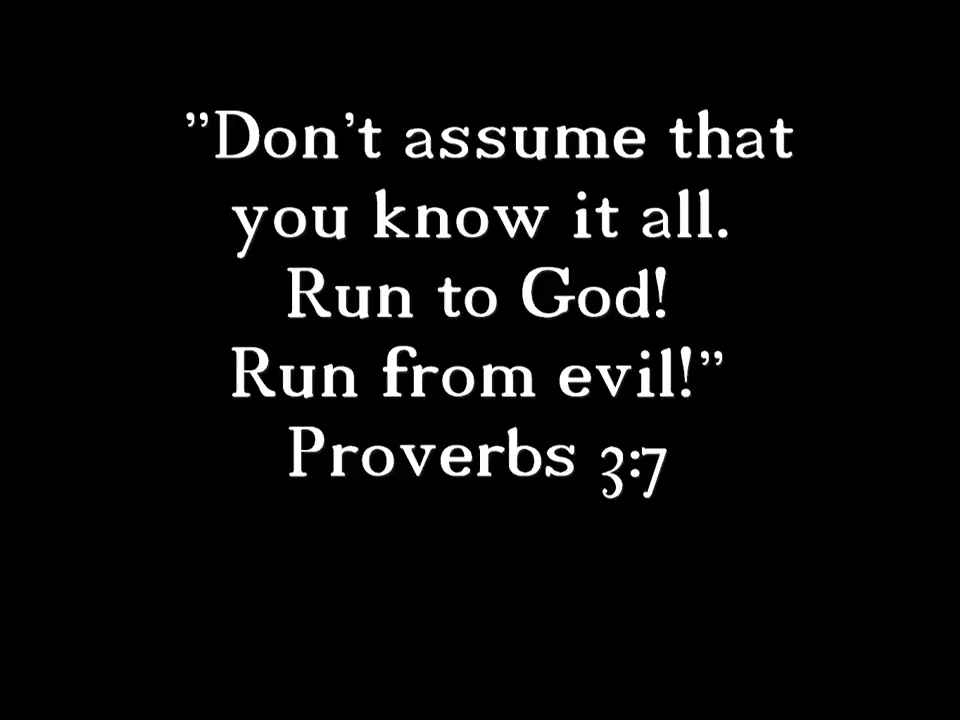 ”Don’t assume that
you know it all.
Run to God!
Run from evil!”
Proverbs 3:7